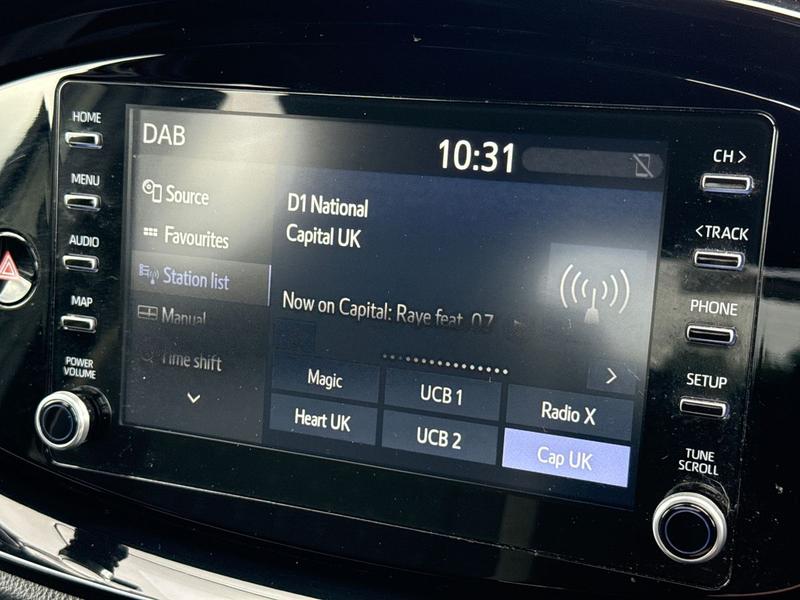 HOME
MENU
AUDIO
MAP
POWER
VOLUME
DAB
10:31
Source
Favourites
Station list
Manual
Time shift
D1 National
Capital UK
Now on Capital: Raye feat. 07
Magic
UCB 1
Radio X
Heart UK
UCB 2
Cap UK
CH >
< TRACK
PHONE
SETUP
TUNE
SCROLL